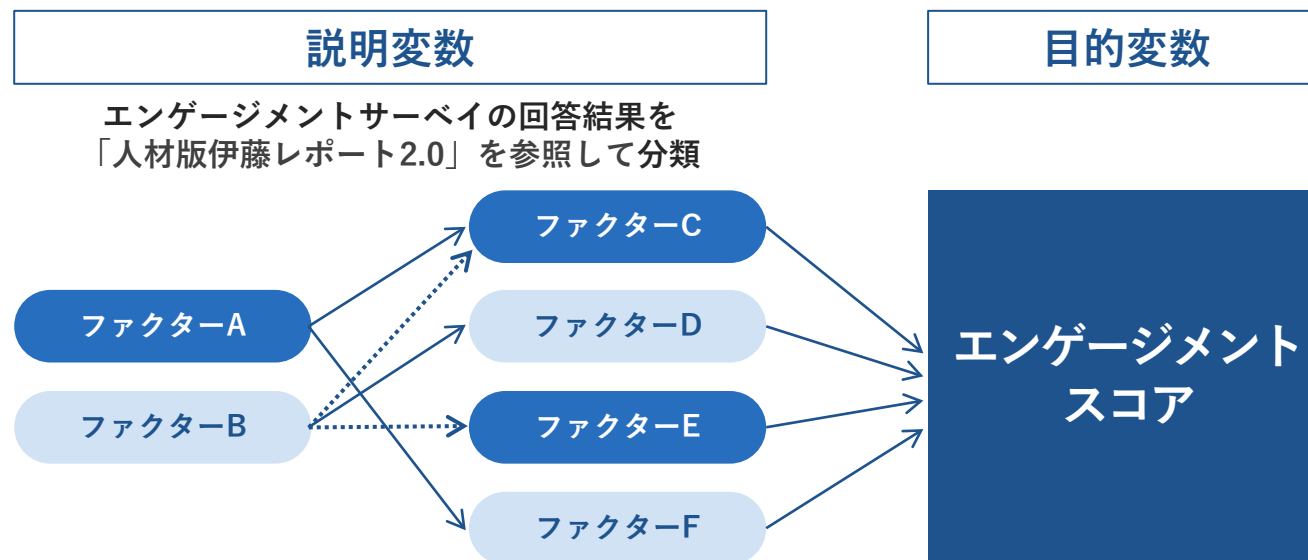 説明変数
目的変数
エンゲージメントサーベイの回答結果を
「人材版伊藤レポート2.0」を参照して分類
ファクターC
ファクターA
ファクターD
エンゲージメント
スコア
ファクターB
ファクターE
ファクターF